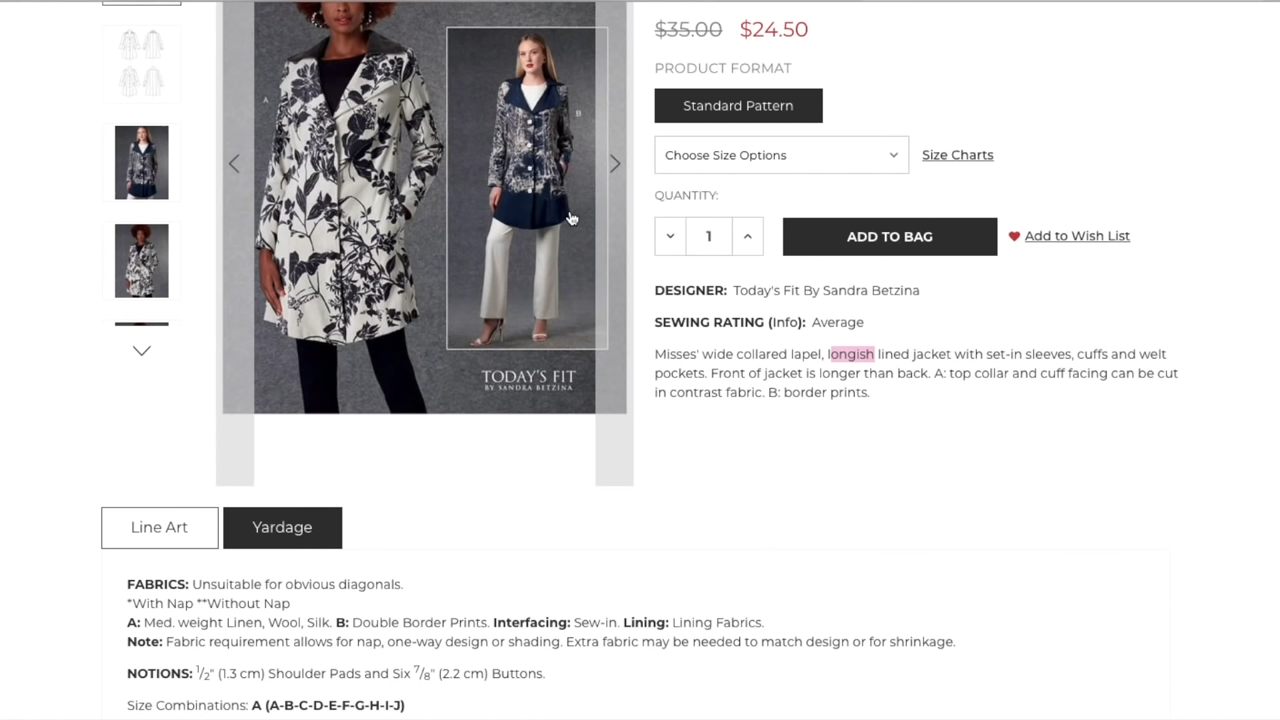 $35.00 $24.50
PRODUCT FORMAT
Standard Pattern
Choose Size Options
Size Charts
QUANTITY:
1
ADD TO BAG
Add to Wish List
A
B
TODAY'S FIT
BY SANDRA BETZINA
DESIGNER: Today's Fit By Sandra Betzina
SEWING RATING (Info): Average
Misses' wide collared lapel, longish lined jacket with set-in sleeves, cuffs and welt
pockets. Front of jacket is longer than back. A: top collar and cuff facing can be cut
in contrast fabric. B: border prints.
Line Art
Yardage
FABRICS: Unsuitable for obvious diagonals.
*With Nap **Without Nap
A: Med. weight Linen, Wool, Silk. B: Double Border Prints. Interfacing: Sew-in. Lining: Lining Fabrics.
Note: Fabric requirement allows for nap, one-way design or shading. Extra fabric may be needed to match design or for shrinkage.
NOTIONS: 1/2" (1.3 cm) Shoulder Pads and Six 7/8" (2.2 cm) Buttons.
Size Combinations: A (A-B-C-D-E-F-G-H-I-J)